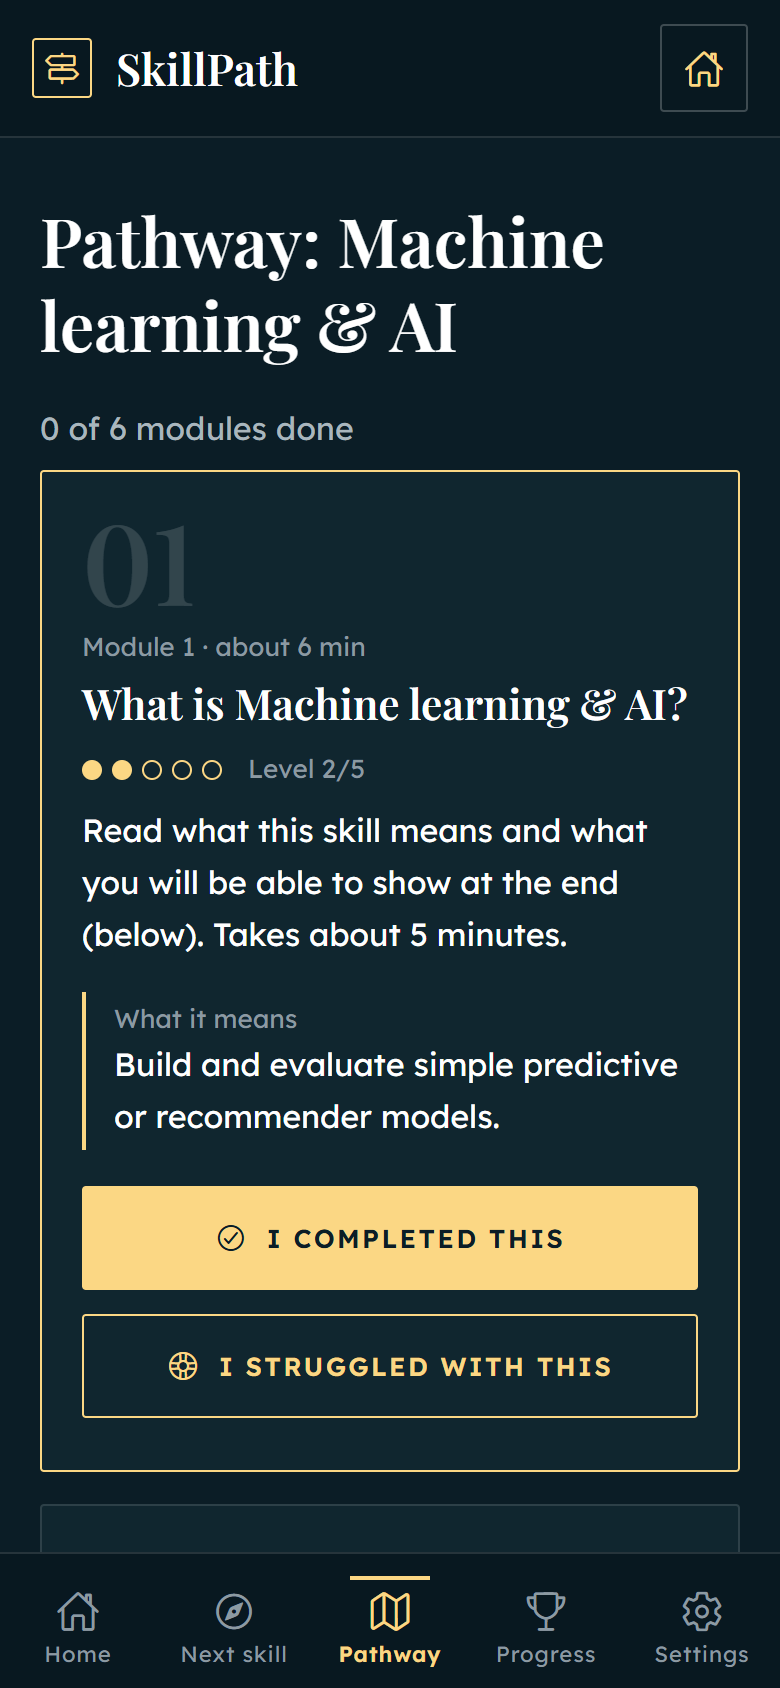 SkillPath
Pathway: Machine
learning & AI
0 of 6 modules done
01
Module 1 · about 6 min
What is Machine learning & AI?
Level 2/5
Read what this skill means and what
you will be able to show at the end
(below). Takes about 5 minutes.
What it means
Build and evaluate simple predictive
or recommender models.
I COMPLETED THIS
I STRUGGLED WITH THIS
Home
Next skill
Pathway
Progress
Settings